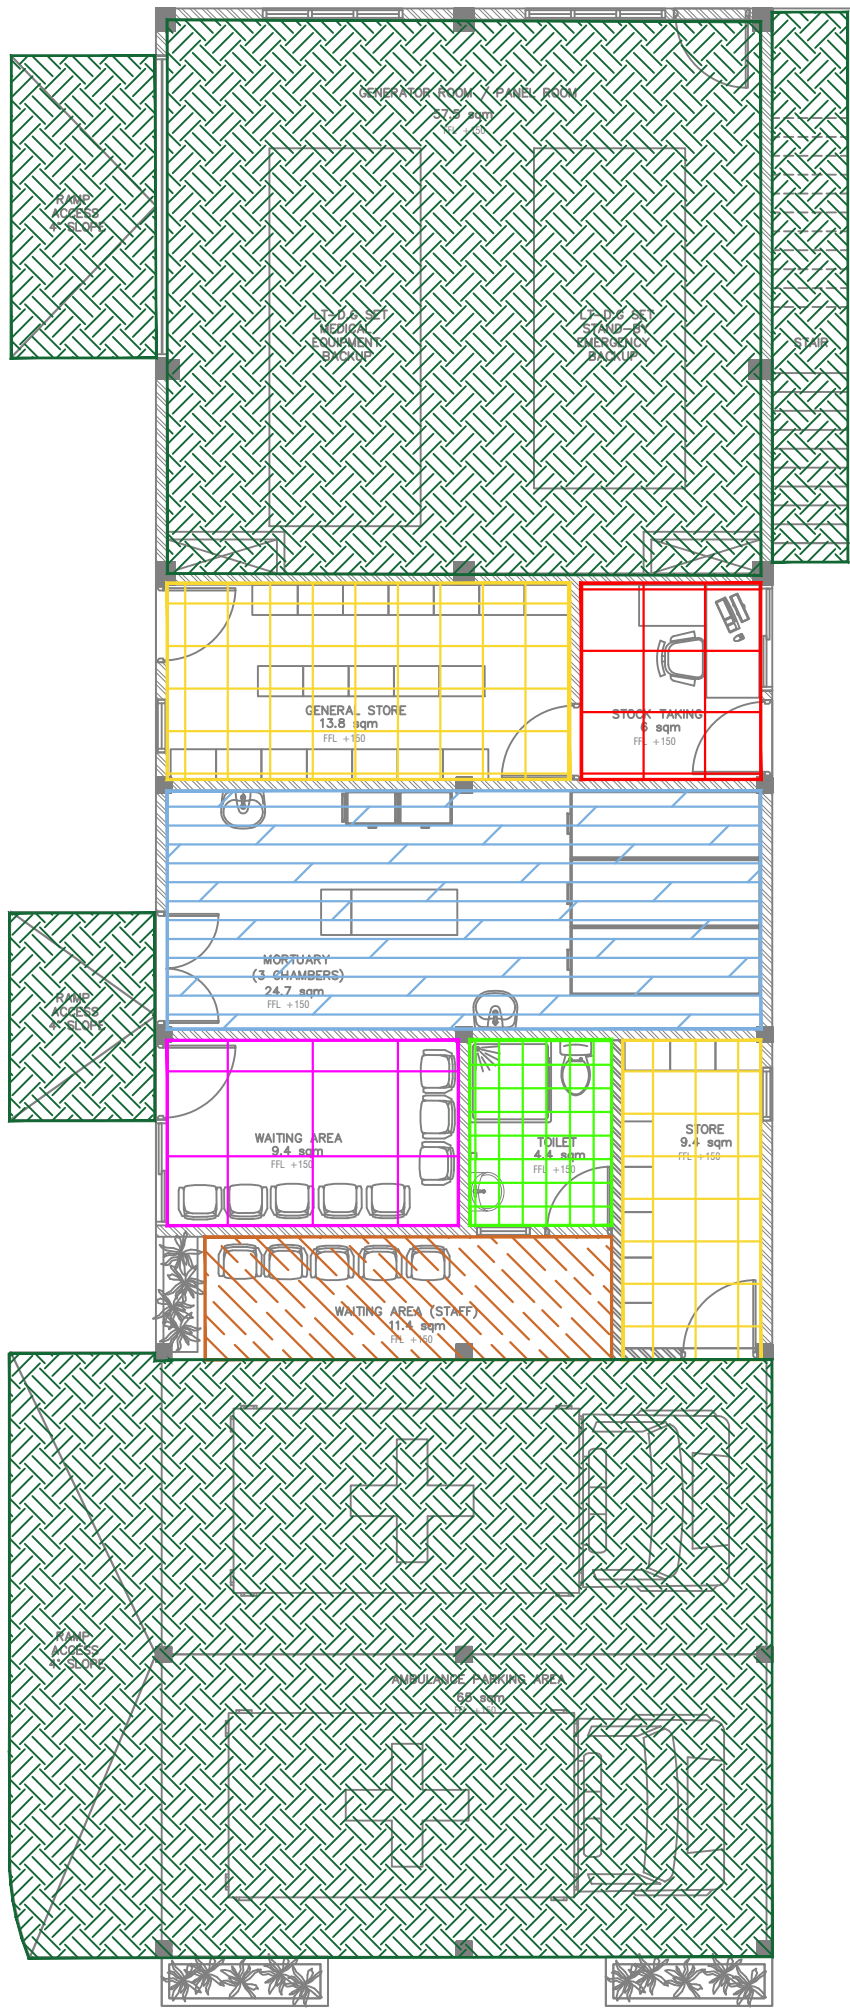 GENERATOR ROOM / PANEL ROOM
57.5 sqm
FFL +150
RAMP
ACCESS
4° SLOPE
LT-D.G SET
MEDICAL
EQUIPMENT
BACKUP
LT-D.G SET
STAND-BY
EMERGENCY
BACKUP
STAIR
GENERAL STORE
13.8 sqm
FFL +150
STOCK TAKING
6 sqm
FFL +150
MORTUARY
(3 CHAMBERS)
24.7 sqm
FFL +150
RAMP
ACCESS
4° SLOPE
WAITING AREA
9.4 sqm
FFL +150
TOILET
4.4 sqm
FFL +150
STORE
9.4 sqm
FFL +150
WAITING AREA (STAFF)
11.4 sqm
FFL +150
RAMP
ACCESS
4° SLOPE
AMBULANCE PARKING AREA
65 sqm
FFL +150